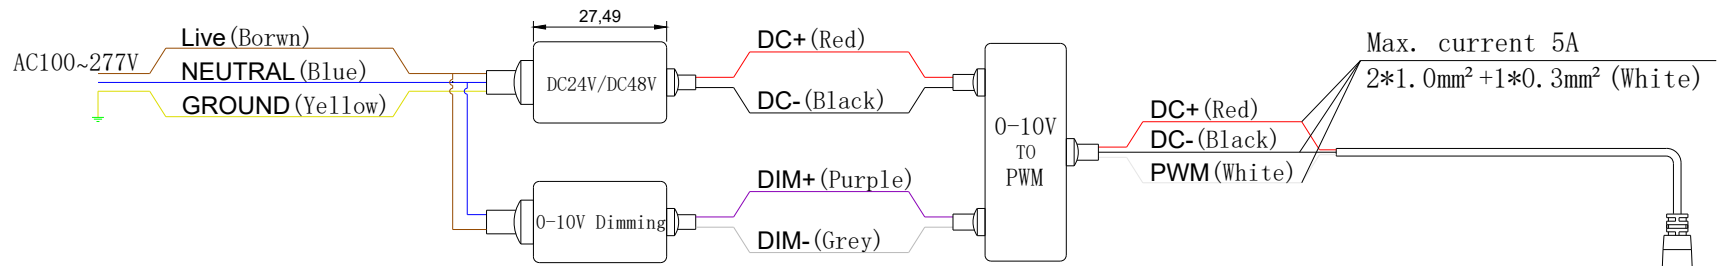 27,49
Live (Borwn)
DC+ (Red)
Max. current 5A
AC100~277V
NEUTRAL (Blue)
DC24V/DC48V
2*1.0mm²+1*0.3mm² (White)
GROUND (Yellow)
DC- (Black)
DC+ (Red)
0-10V
TO
PWM
DC- (Black)
PWM (White)
DIM+ (Purple)
0-10V Dimming
DIM- (Grey)